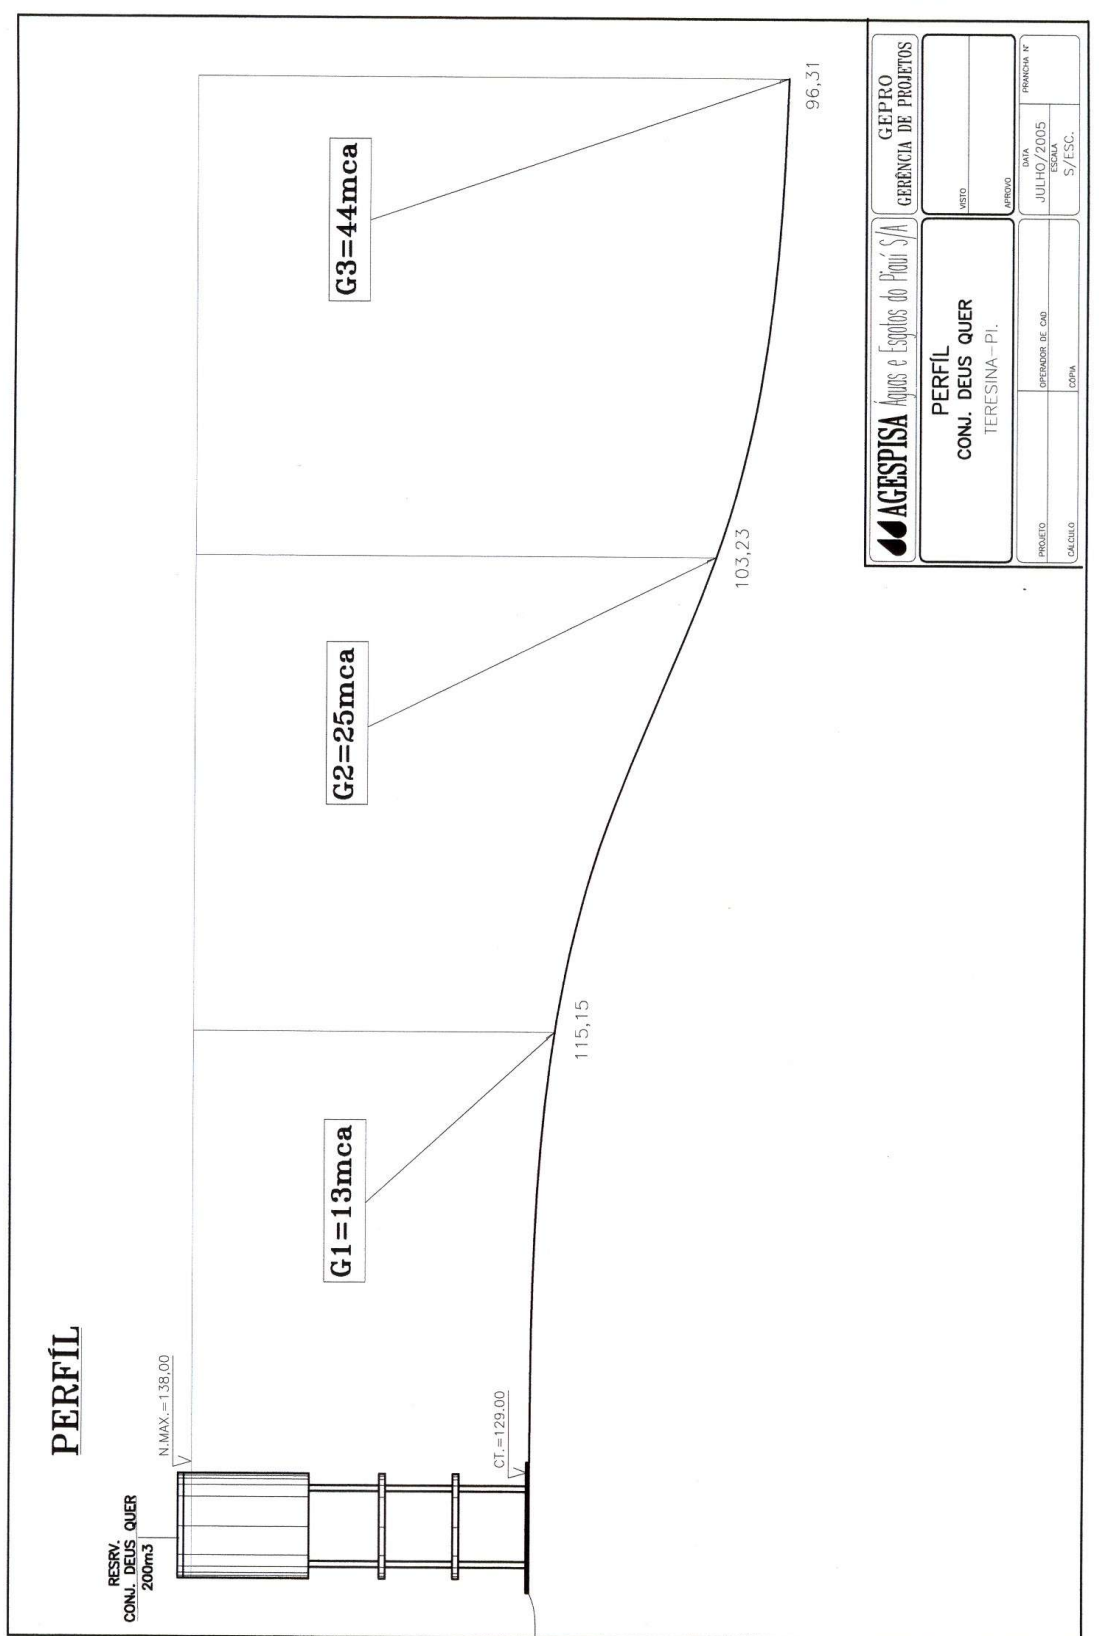 PERFÍL
RESRV.
CONJ. DEUS QUER
200m3
N.MAX.=138,00
CT.=129.00
G1=13mca
115,15
G2=25mca
103,23
G3=44mca
96,31
AGESPISA Águas e Esgotos do Piauí S/A
GEPRO
GERÊNCIA DE PROJETOS
PERFÍL
CONJ. DEUS QUER
TERESINA-PI.
VISTO
APROVO
PROJETO
OPERADOR DE CAD
DATA
JULHO/2005
PRANCHA Nº
CÁLCULO
CÓPIA
ESCALA
S/ESC.